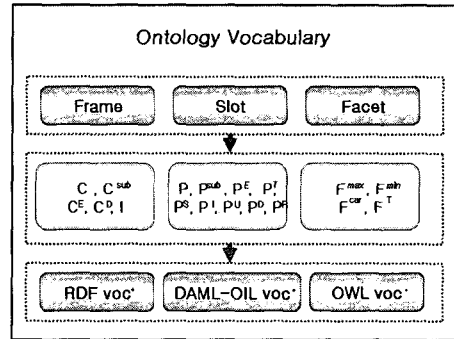 Ontology Vocabulary
Frame Slot Facet
C, C^sub P, P^sub, P^E, P^T F^max, F^min
C^E, C^D, I P^S, P^I, P^U, P^D, P^R F^car, F^T
RDF voc* DAML-OIL voc* OWL voc*